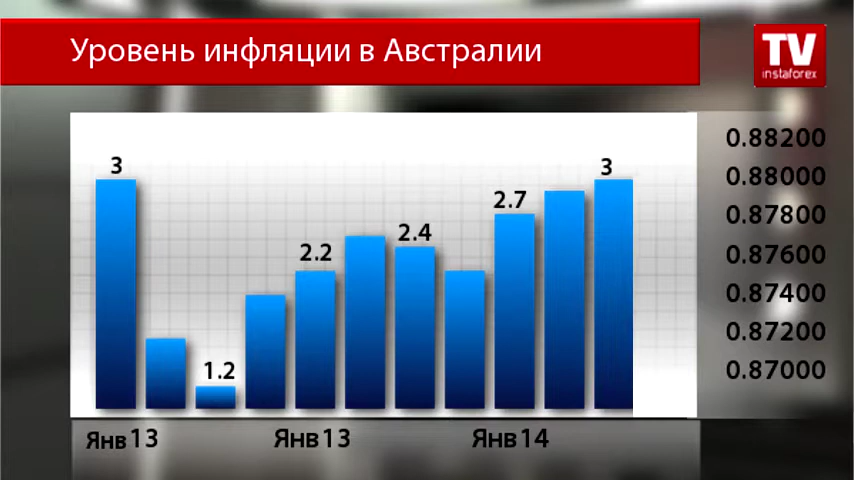 Уровень инфляции в Австралии
TV
instaforex
3
1.2
2.2
2.4
2.7
3
0.88200
0.88000
0.87800
0.87600
0.87400
0.87200
0.87000
Янв 13
Янв 13
Янв 14